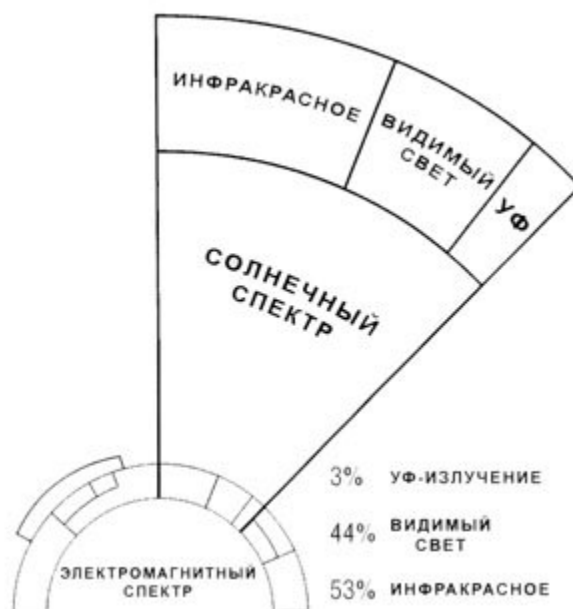 ИНФРАКРАСНОЕ
ВИДИМЫЙ
СВЕТ
УФ
СОЛНЕЧНЫЙ
СПЕКТР
3% УФ-ИЗЛУЧЕНИЕ
44% ВИДИМЫЙ
СВЕТ
53% ИНФРАКРАСНОЕ
ЭЛЕКТРОМАГНИТНЫЙ
СПЕКТР